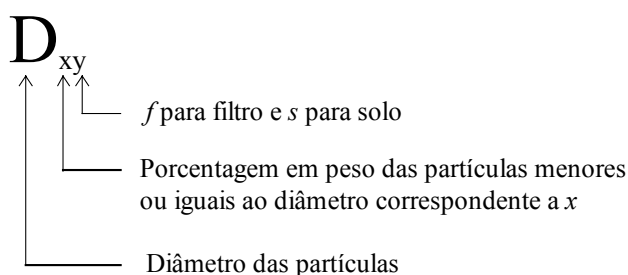 Dxy
f para filtro e s para solo
Porcentagem em peso das partículas menores
ou iguais ao diâmetro correspondente a x
Diâmetro das partículas